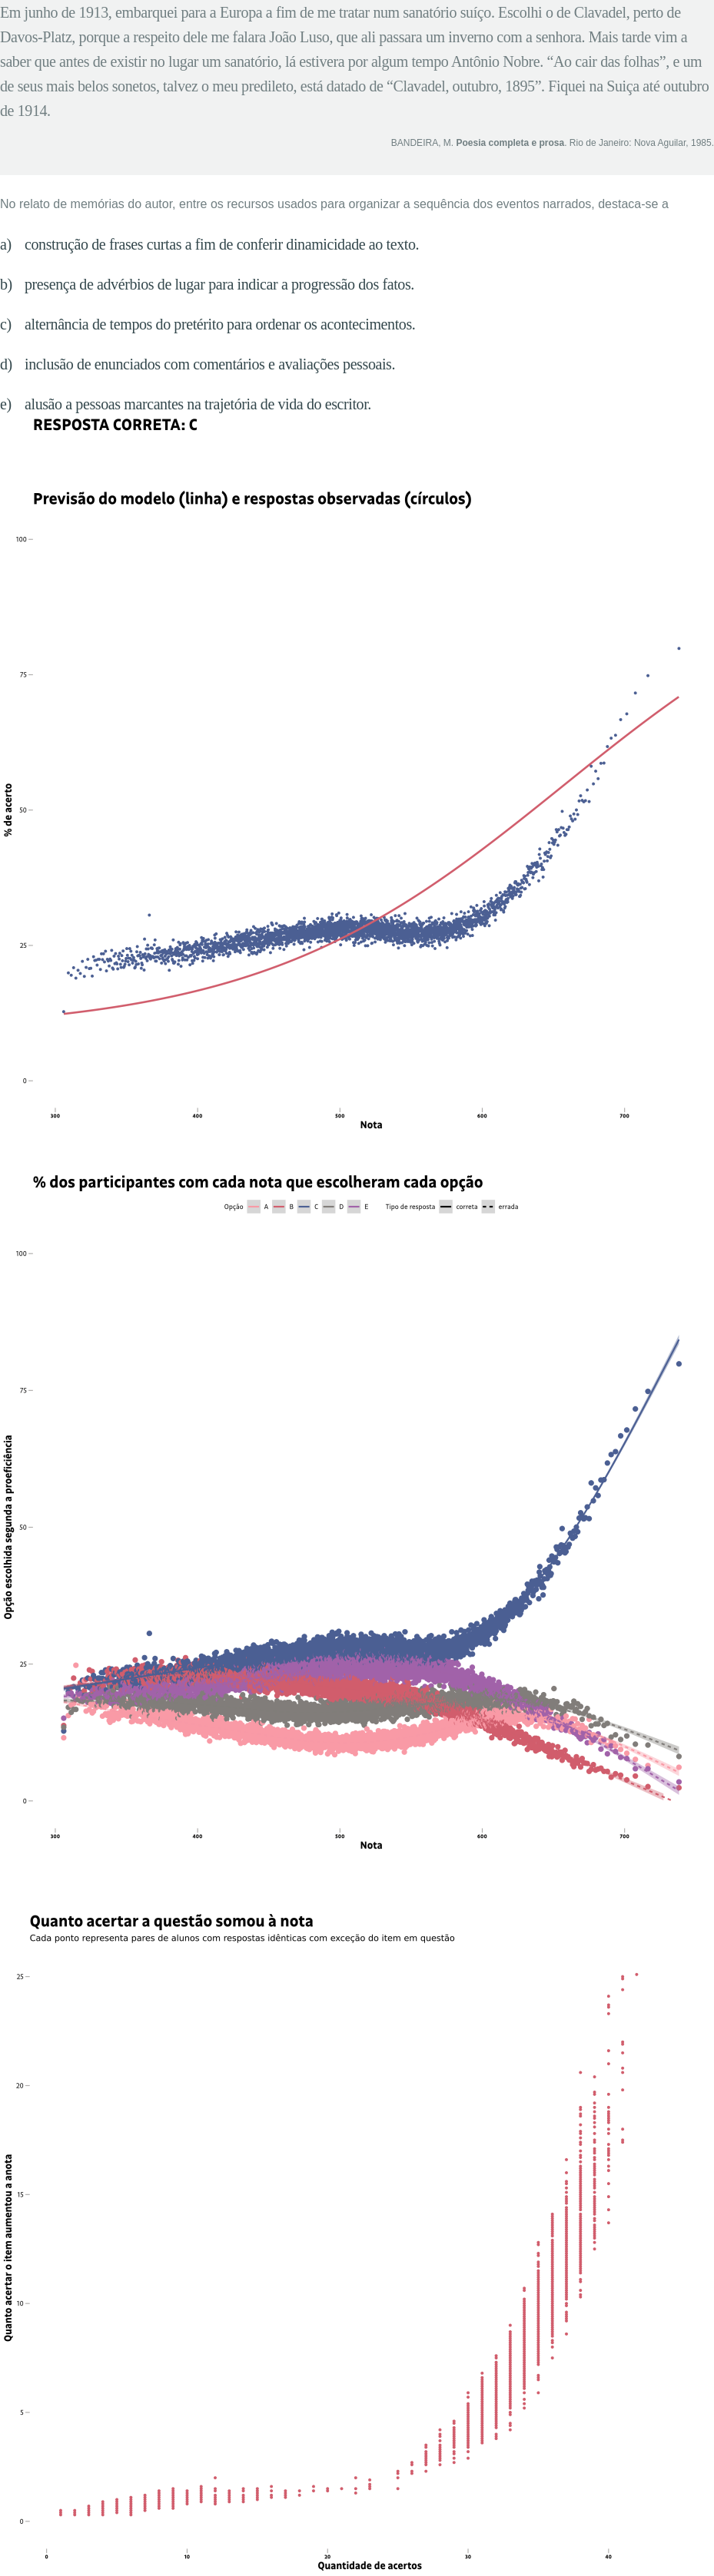 Em junho de 1913, embarquei para a Europa a fim de me tratar num sanatório suíço. Escolhi o de Clavadel, perto de
Davos-Platz, porque a respeito dele me falara João Luso, que ali passara um inverno com a senhora. Mais tarde vim a
saber que antes de existir no lugar um sanatório, lá estivera por algum tempo Antônio Nobre. “Ao cair das folhas”, e um
de seus mais belos sonetos, talvez o meu predileto, está datado de “Clavadel, outubro, 1895”. Fiquei na Suiça até outubro
de 1914.
BANDEIRA, M. Poesia completa e prosa. Rio de Janeiro: Nova Aguilar, 1985.
No relato de memórias do autor, entre os recursos usados para organizar a sequência dos eventos narrados, destaca-se a
a) construção de frases curtas a fim de conferir dinamicidade ao texto.
b) presença de advérbios de lugar para indicar a progressão dos fatos.
c) alternância de tempos do pretérito para ordenar os acontecimentos.
d) inclusão de enunciados com comentários e avaliações pessoais.
e) alusão a pessoas marcantes na trajetória de vida do escritor.
RESPOSTA CORRETA: C
Previsão do modelo (linha) e respostas observadas (círculos)
100
75
50
25
0
% de acerto
300 400 500 600 700
Nota
% dos participantes com cada nota que escolheram cada opção
Opção A B C D E Tipo de resposta correta errada
100
75
50
25
0
Opção escolhida segunda a proeficiência
300 400 500 600 700
Nota
Quanto acertar a questão somou à nota
Cada ponto representa pares de alunos com respostas idênticas com exceção do item em questão
25
20
15
10
5
0
Quanto acertar o item aumentou a anota
0 10 20 30 40
Quantidade de acertos